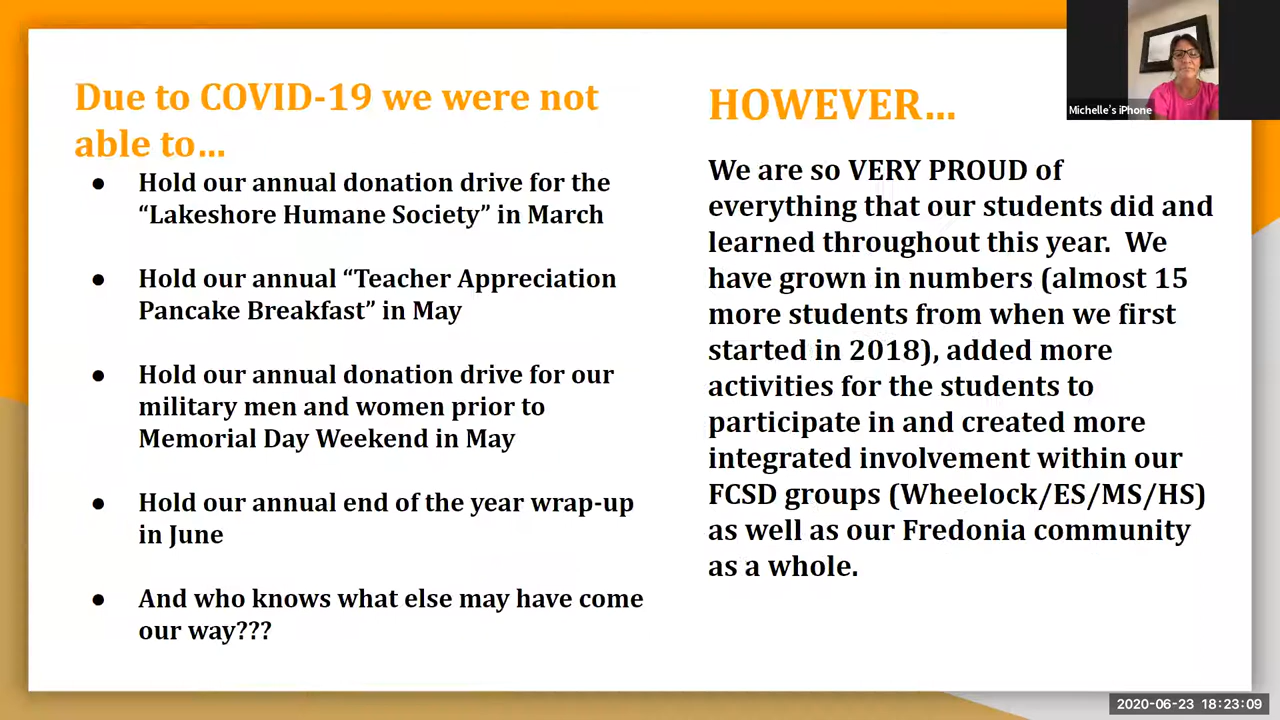 Due to COVID-19 we were not
able to...
● Hold our annual donation drive for the
“Lakeshore Humane Society” in March
● Hold our annual “Teacher Appreciation
Pancake Breakfast” in May
● Hold our annual donation drive for our
military men and women prior to
Memorial Day Weekend in May
● Hold our annual end of the year wrap-up
in June
● And who knows what else may have come
our way???
HOWEVER...
We are so VERY PROUD of
everything that our students did and
learned throughout this year.  We
have grown in numbers (almost 15
more students from when we first
started in 2018), added more
activities for the students to
participate in and created more
integrated involvement within our
FCSD groups (Wheelock/ES/MS/HS)
as well as our Fredonia community
as a whole.
Michelle's iPhone
2020-06-23 18:23:09